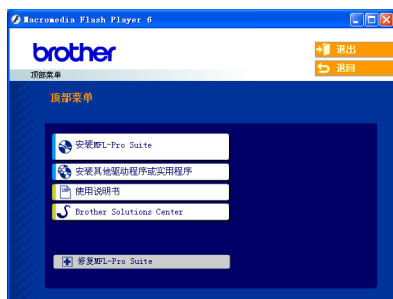 Macromedia Flash Player 6
brother
退出
退回
顶部菜单
顶部菜单
安装MFL-Pro Suite
安装其他驱动程序或实用程序
使用说明书
Brother Solutions Center
修复MFL-Pro Suite